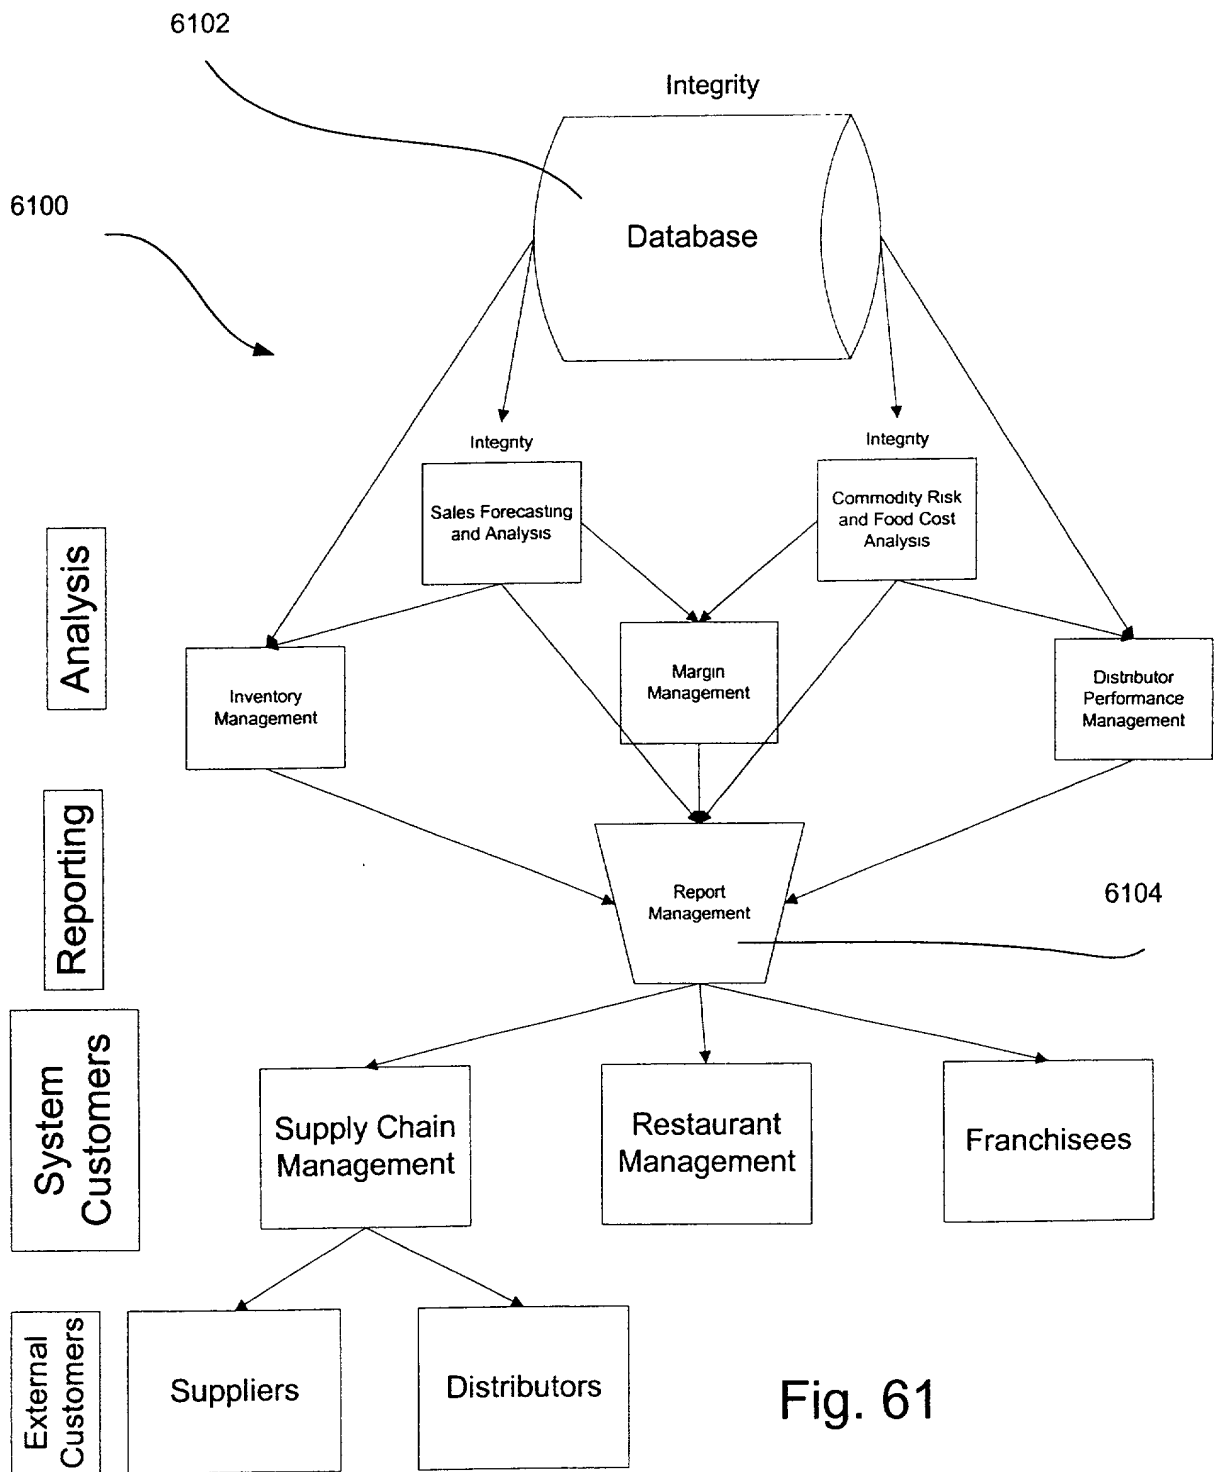 6102
Integrity
6100
Database
Integrity
Integrity
Sales Forecasting
and Analysis
Commodity Risk
and Food Cost
Analysis
Analysis
Inventory
Management
Margin
Management
Distributor
Performance
Management
Reporting
Report
Management
6104
System
Customers
Supply Chain
Management
Restaurant
Management
Franchisees
External
Customers
Suppliers
Distributors
Fig. 61